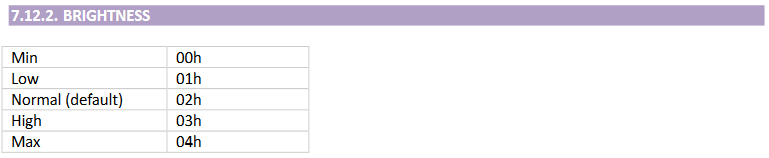 7.12.2. BRIGHTNESS
Min 00h
Low 01h
Normal (default) 02h
High 03h
Max 04h